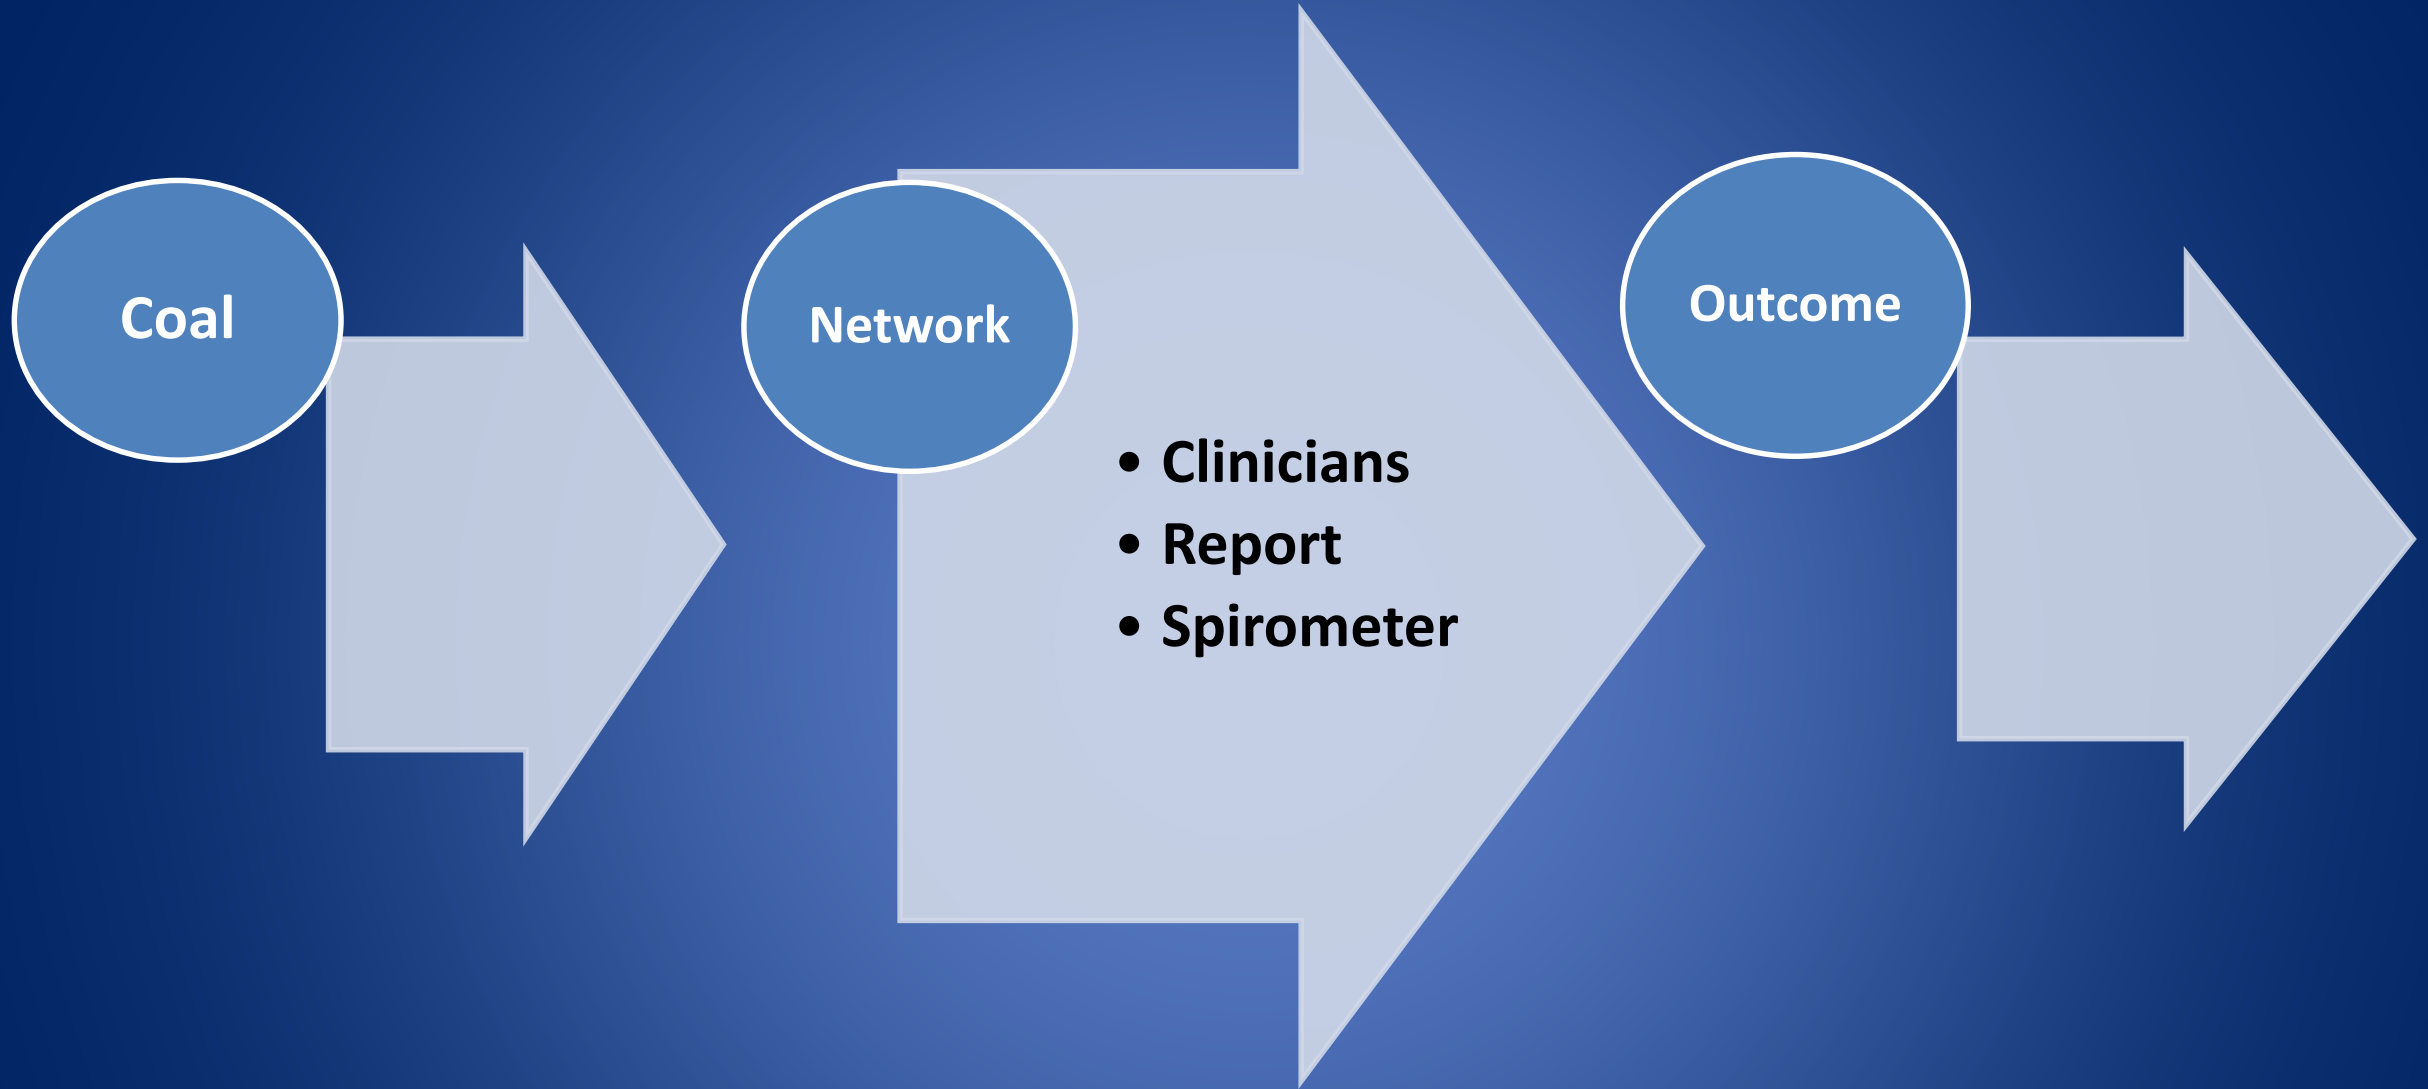 Coal
Network
• Clinicians
• Report
• Spirometer
Outcome